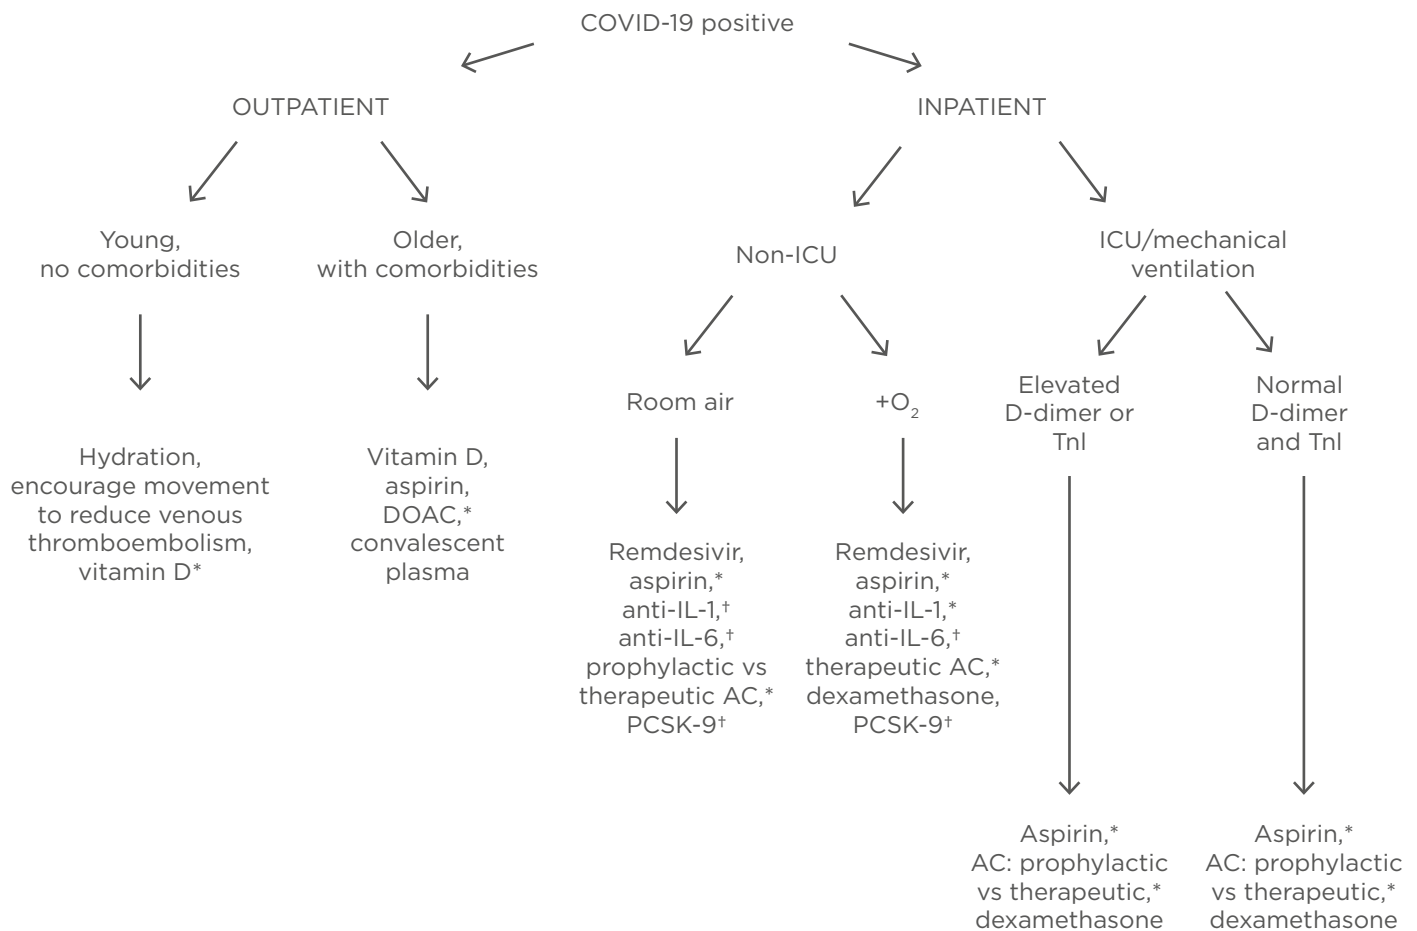 COVID-19 positive
OUTPATIENT
INPATIENT
Young,
no comorbidities
Older,
with comorbidities
Non-ICU
ICU/mechanical
ventilation
Hydration,
encourage movement
to reduce venous
thromboembolism,
vitamin D*
Vitamin D,
aspirin,
DOAC,*
convalescent
plasma
Room air
+O₂
Elevated
D-dimer or
TnI
Normal
D-dimer
and TnI
Remdesivir,
aspirin,*
anti-IL-1,†
anti-IL-6,†
prophylactic vs
therapeutic AC,*
PCSK-9†
Remdesivir,
aspirin,*
anti-IL-1,*
anti-IL-6,†
therapeutic AC,*
dexamethasone,
PCSK-9†
Aspirin,*
AC: prophylactic
vs therapeutic,*
dexamethasone
Aspirin,*
AC: prophylactic
vs therapeutic,*
dexamethasone